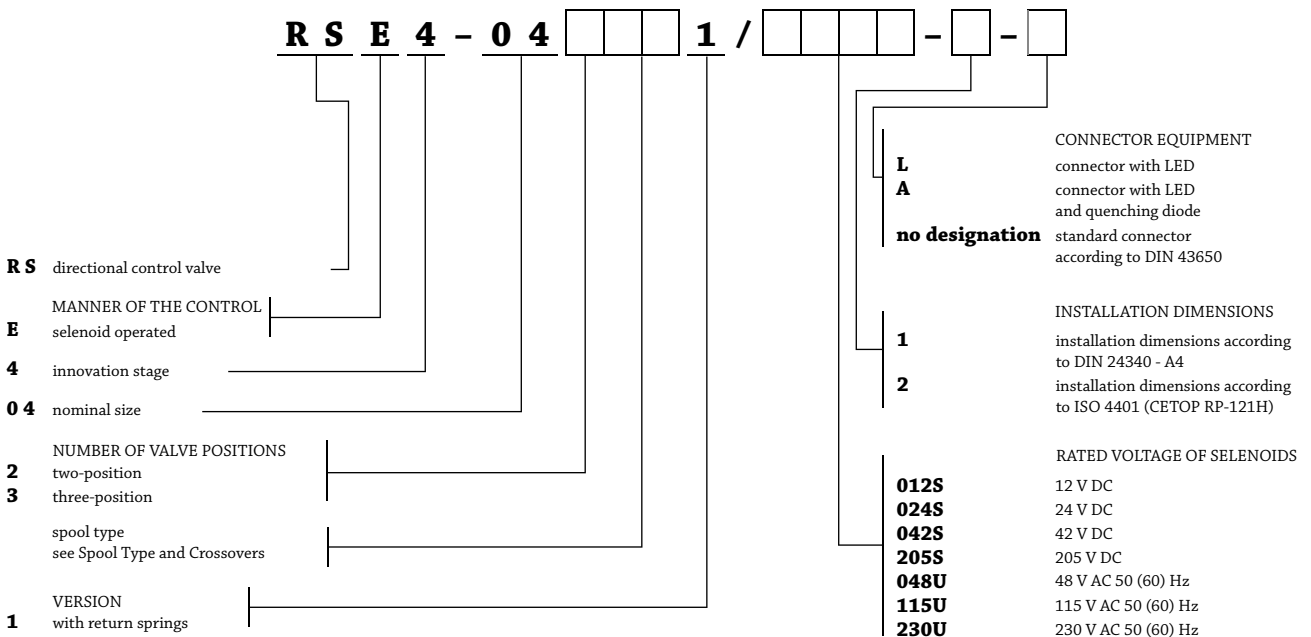 R S E 4 – 0 4 1 / – –
CONNECTOR EQUIPMENT
L connector with LED
A connector with LED
and quenching diode
no designation standard connector
according to DIN 43650
R S directional control valve
MANNER OF THE CONTROL
E selenoid operated
4 innovation stage
0 4 nominal size
NUMBER OF VALVE POSITIONS
2 two-position
3 three-position
spool type
see Spool Type and Crossovers
VERSION
1 with return springs
INSTALLATION DIMENSIONS
1 installation dimensions according
to DIN 24340 - A4
2 installation dimensions according
to ISO 4401 (CETOP RP-121H)
RATED VOLTAGE OF SELENOIDS
012S 12 V DC
024S 24 V DC
042S 42 V DC
205S 205 V DC
048U 48 V AC 50 (60) Hz
115U 115 V AC 50 (60) Hz
230U 230 V AC 50 (60) Hz